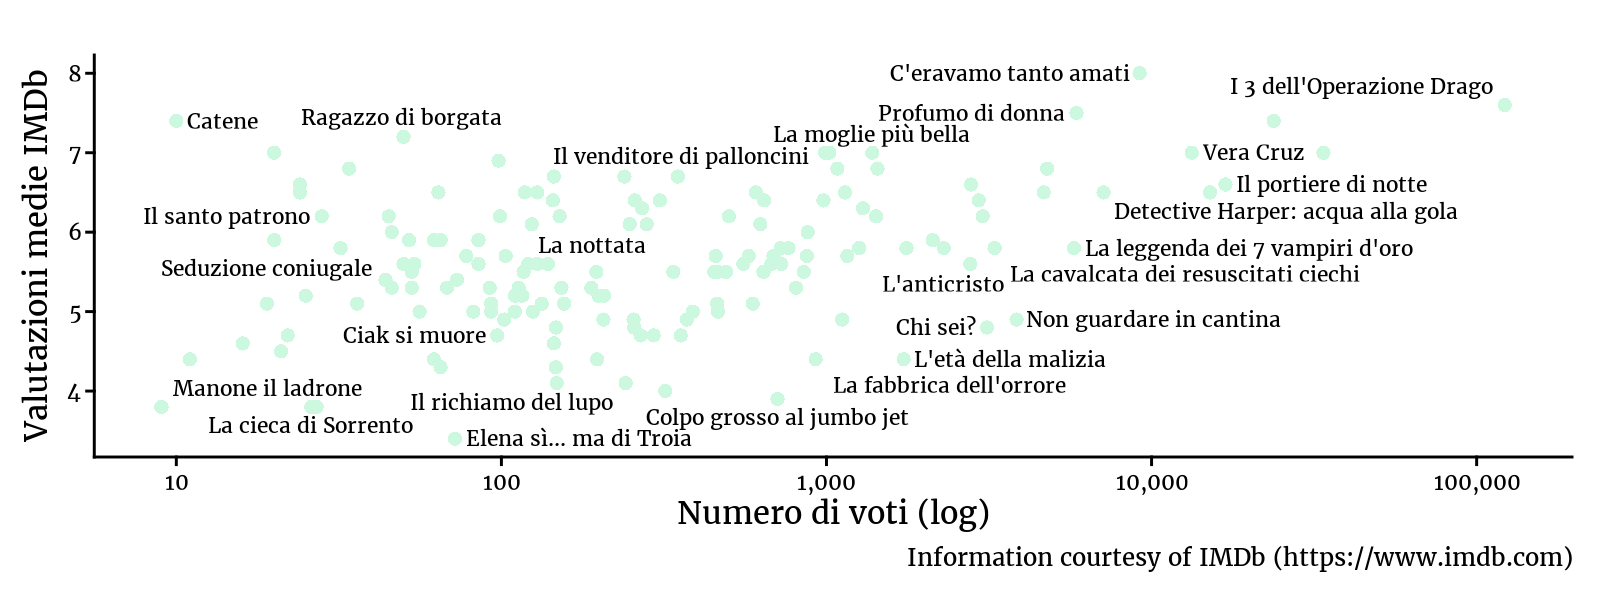 C'eravamo tanto amati
8
I 3 dell'Operazione Drago
Profumo di donna
Catene
Ragazzo di borgata
La moglie più bella
7
Il venditore di palloncini
Vera Cruz
Il portiere di notte
Il santo patrono
Detective Harper: acqua alla gola
6
La nottata
La leggenda dei 7 vampiri d'oro
Seduzione coniugale
La cavalcata dei resuscitati ciechi
L'anticristo
5
Non guardare in cantina
Chi sei?
Ciak si muore
L'età della malizia
4
Manone il ladrone
La fabbrica dell'orrore
Il richiamo del lupo
Colpo grosso al jumbo jet
La cieca di Sorrento
Elena sì... ma di Troia
Valutazioni medie IMDb
10
100
1,000
10,000
100,000
Numero di voti (log)
Information courtesy of IMDb (https://www.imdb.com)